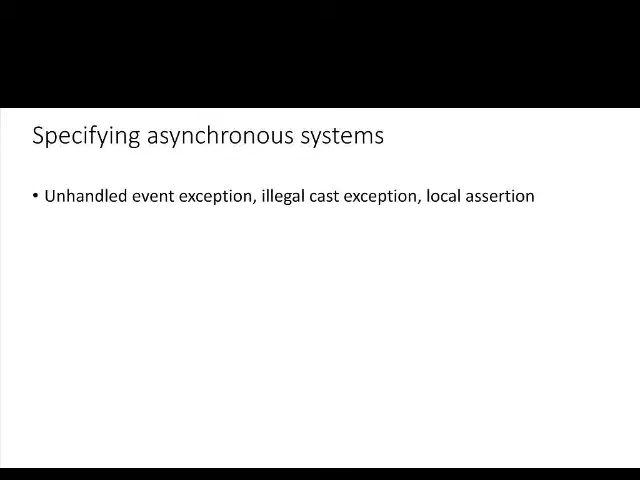 Specifying asynchronous systems
• Unhandled event exception, illegal cast exception, local assertion